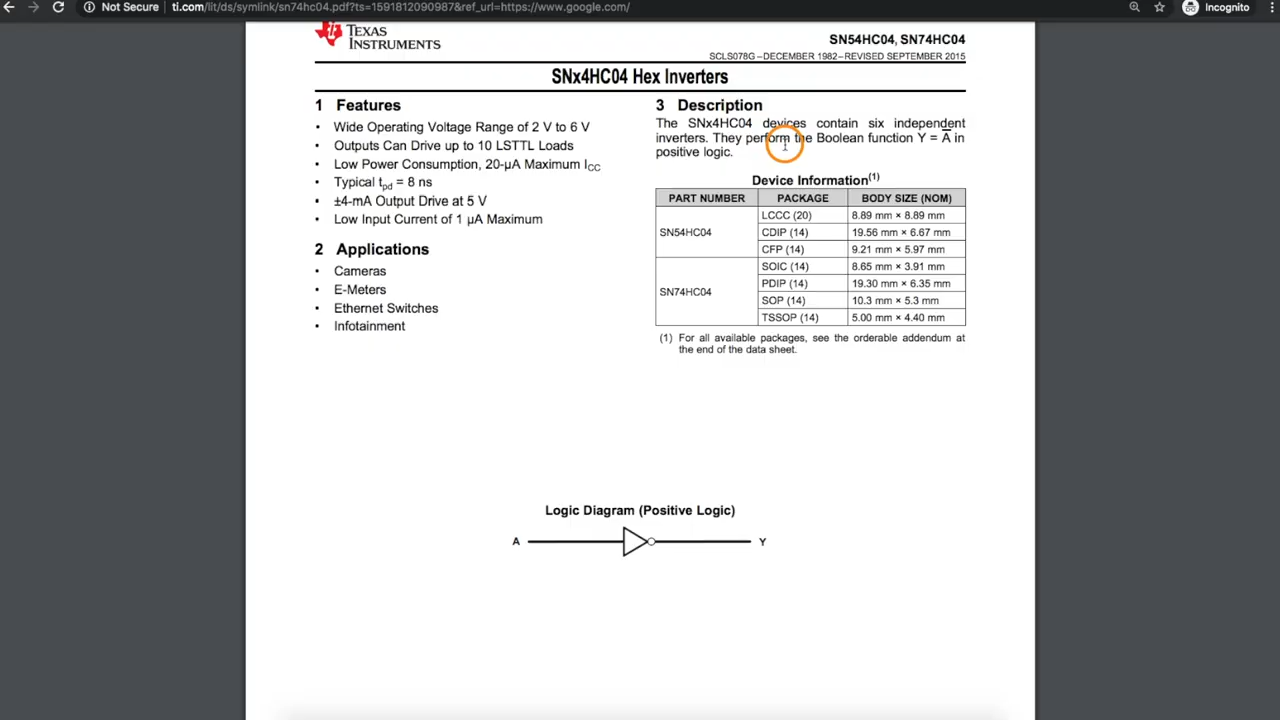 Not Secure
ti.com/lit/ds/symlink/sn74hc04.pdf?ts=1591812090987&ref_url=https://www.google.com/
Incognito
TEXAS
INSTRUMENTS
SN54HC04, SN74HC04
SCLS078G – DECEMBER 1982 – REVISED SEPTEMBER 2015
SNx4HC04 Hex Inverters
1 Features
• Wide Operating Voltage Range of 2 V to 6 V
• Outputs Can Drive up to 10 LSTTL Loads
• Low Power Consumption, 20-µA Maximum ICC
• Typical tpd = 8 ns
• ±4-mA Output Drive at 5 V
• Low Input Current of 1 µA Maximum
2 Applications
• Cameras
• E-Meters
• Ethernet Switches
• Infotainment
3 Description
The SNx4HC04 devices contain six independent
inverters. They perform the Boolean function Y = A̅ in
positive logic.
Device Information(1)
PART NUMBER PACKAGE BODY SIZE (NOM)
SN54HC04
LCCC (20) 8.89 mm × 8.89 mm
CDIP (14) 19.56 mm × 6.67 mm
CFP (14) 9.21 mm × 5.97 mm
SN74HC04
SOIC (14) 8.65 mm × 3.91 mm
PDIP (14) 19.30 mm × 6.35 mm
SOP (14) 10.3 mm × 5.3 mm
TSSOP (14) 5.00 mm × 4.40 mm
(1) For all available packages, see the orderable addendum at
the end of the data sheet.
Logic Diagram (Positive Logic)
A Y